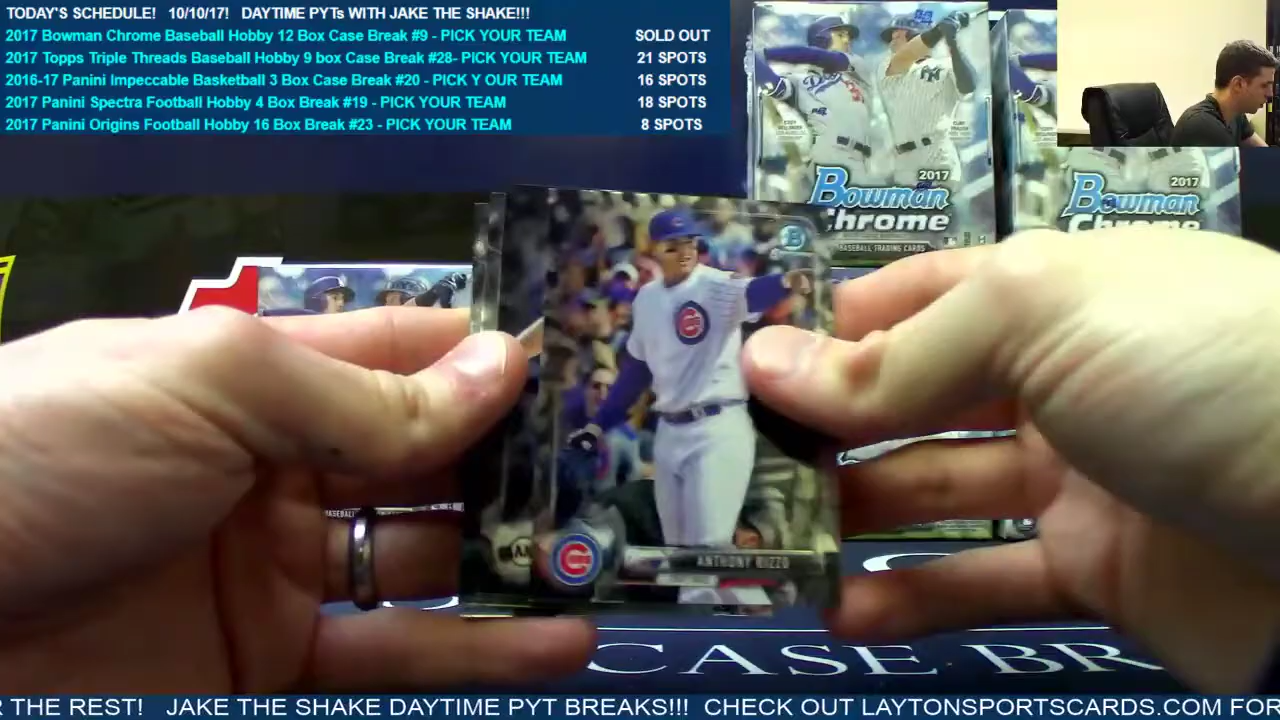 TODAY'S SCHEDULE! 10/10/17! DAYTIME PYTs WITH JAKE THE SHAKE!!!
2017 Bowman Chrome Baseball Hobby 12 Box Case Break #9 - PICK YOUR TEAM SOLD OUT
2017 Topps Triple Threads Baseball Hobby 9 box Case Break #28- PICK YOUR TEAM 21 SPOTS
2016-17 Panini Impeccable Basketball 3 Box Case Break #20 - PICK Y OUR TEAM 16 SPOTS
2017 Panini Spectra Football Hobby 4 Box Break #19 - PICK YOUR TEAM 18 SPOTS
2017 Panini Origins Football Hobby 16 Box Break #23 - PICK YOUR TEAM 8 SPOTS
2017
Bowman
Chrome
BASEBALL TRADING CARDS
2017
Bowman
Chrome
ANTHONY RIZZO
CASE BR
R THE REST! JAKE THE SHAKE DAYTIME PYT BREAKS!!! CHECK OUT LAYTONSPORTSCARDS.COM FOR